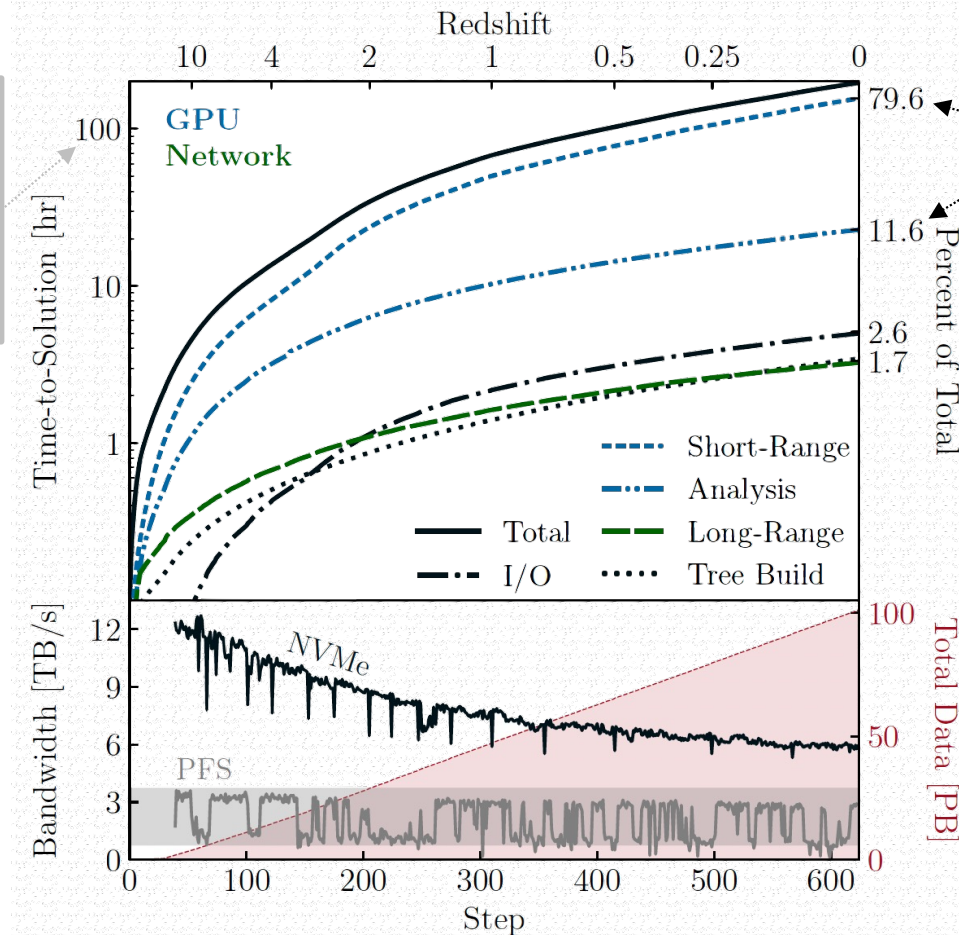 Redshift
10 4 2 1 0.5 0.25 0
GPU
Network
Time-to-Solution [hr]
100
10
1
79.6
11.6
2.6
1.7
Percent of Total
Short-Range
Analysis
Total
Long-Range
I/O
Tree Build
Bandwidth [TB/s]
12
9
6
3
0
NVMe
PFS
100
50
0
Total Data [PB]
0 100 200 300 400 500 600
Step